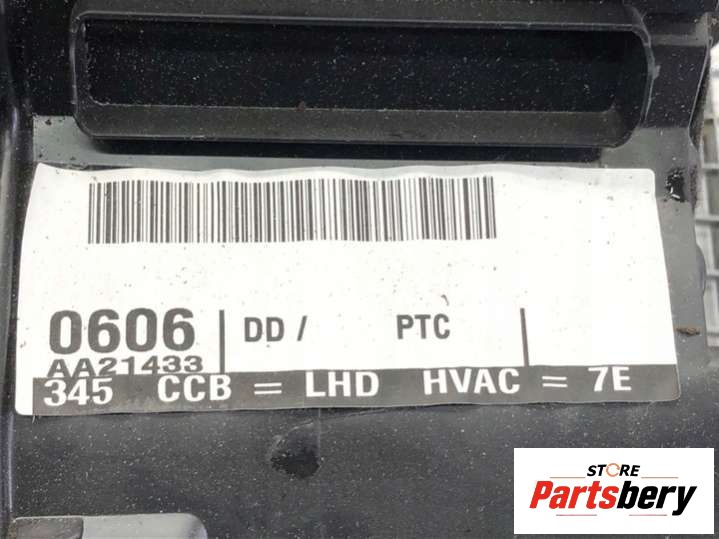 0606 DD / PTC
AA21433
345 CCB = LHD HVAC = 7E
STORE
Partsbery